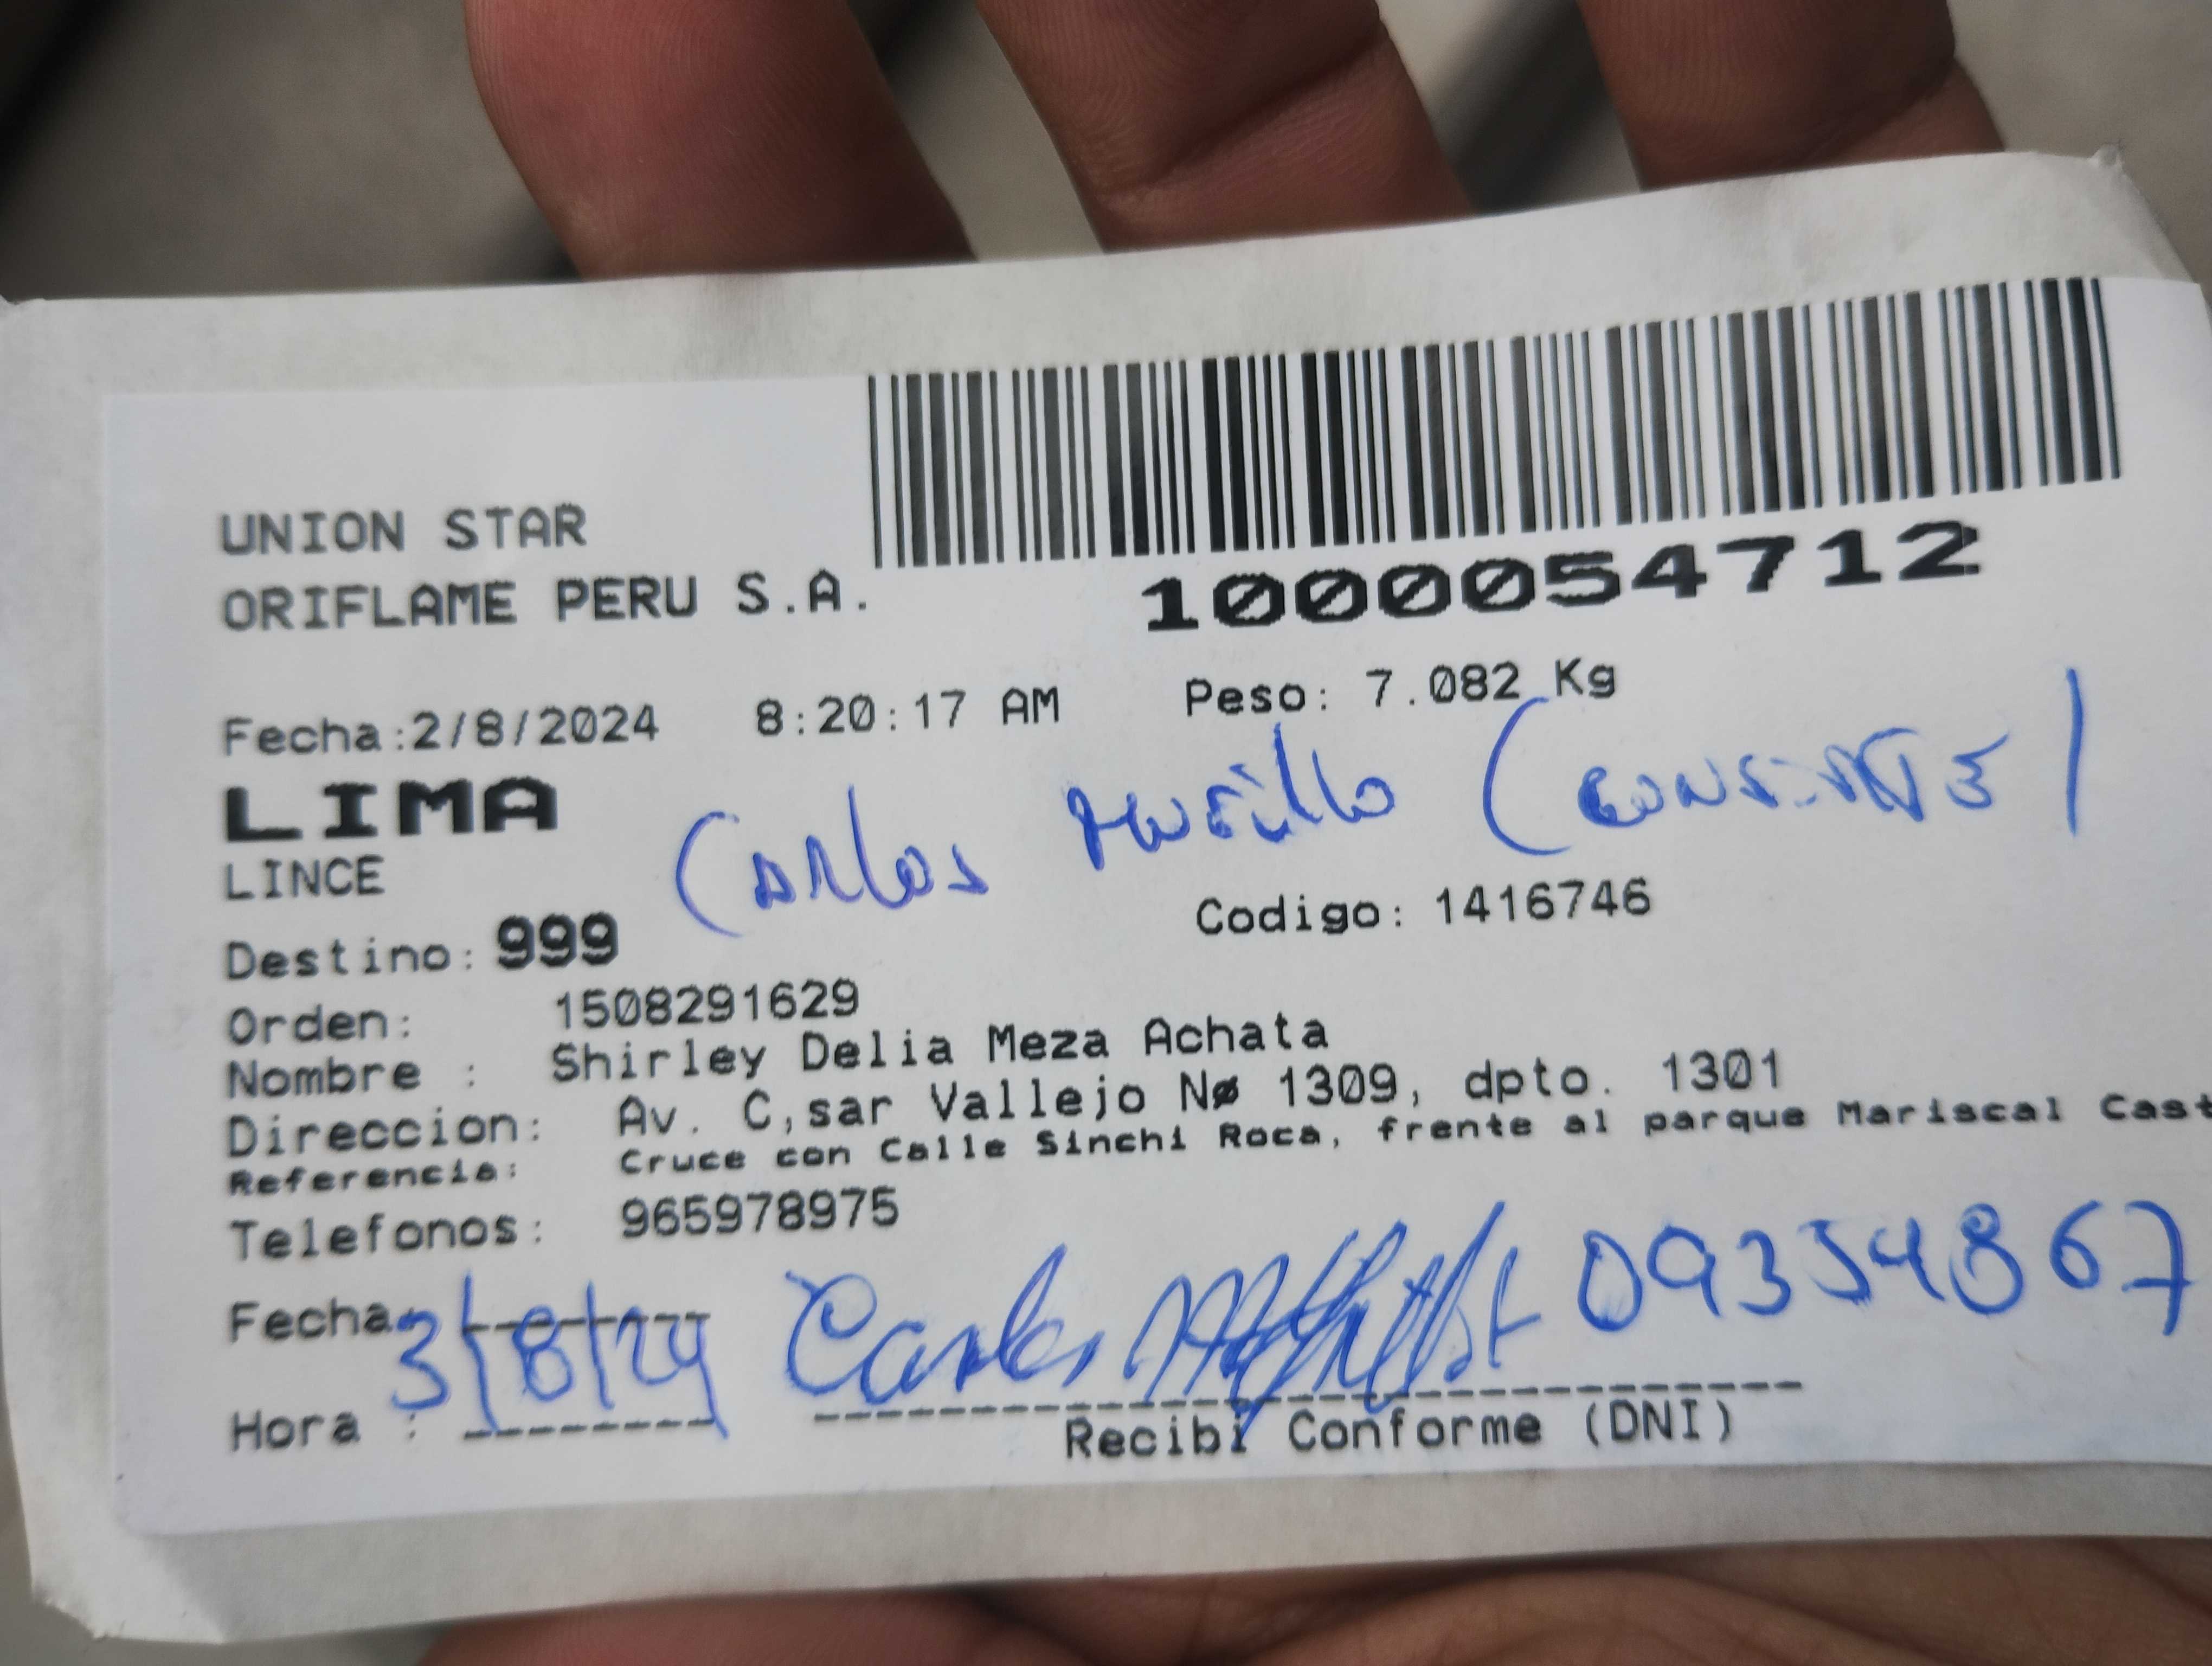 UNION STAR
ORIFLAME PERU S.A.
1000054712
Fecha:2/8/2024 8:20:17 AM Peso: 7.082 Kg
LIMA
Carlos Murillo
LINCE
Destino: 999 Codigo: 1416746
Orden: 1508291629
Nombre : Shirley Delia Meza Achata
Direccion: Av. C,sar Vallejo Nø 1309, dpto. 1301
Referencia: Cruce con Calle Sinchi Roca, frente al parque Mariscal Cast
Telefonos: 965978975
Fecha 3/8/24 Carlos 09354867
Hora :
Recibi Conforme (DNI)